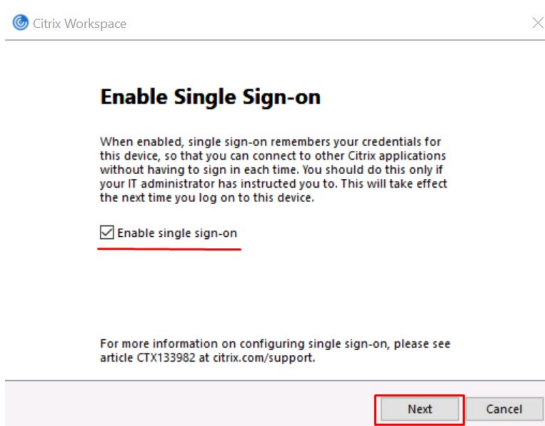 Citrix Workspace
Enable Single Sign-on
When enabled, single sign-on remembers your credentials for
this device, so that you can connect to other Citrix applications
without having to sign in each time. You should do this only if
your IT administrator has instructed you to. This will take effect
the next time you log on to this device.
Enable single sign-on
For more information on configuring single sign-on, please see
article CTX133982 at citrix.com/support.
Next Cancel